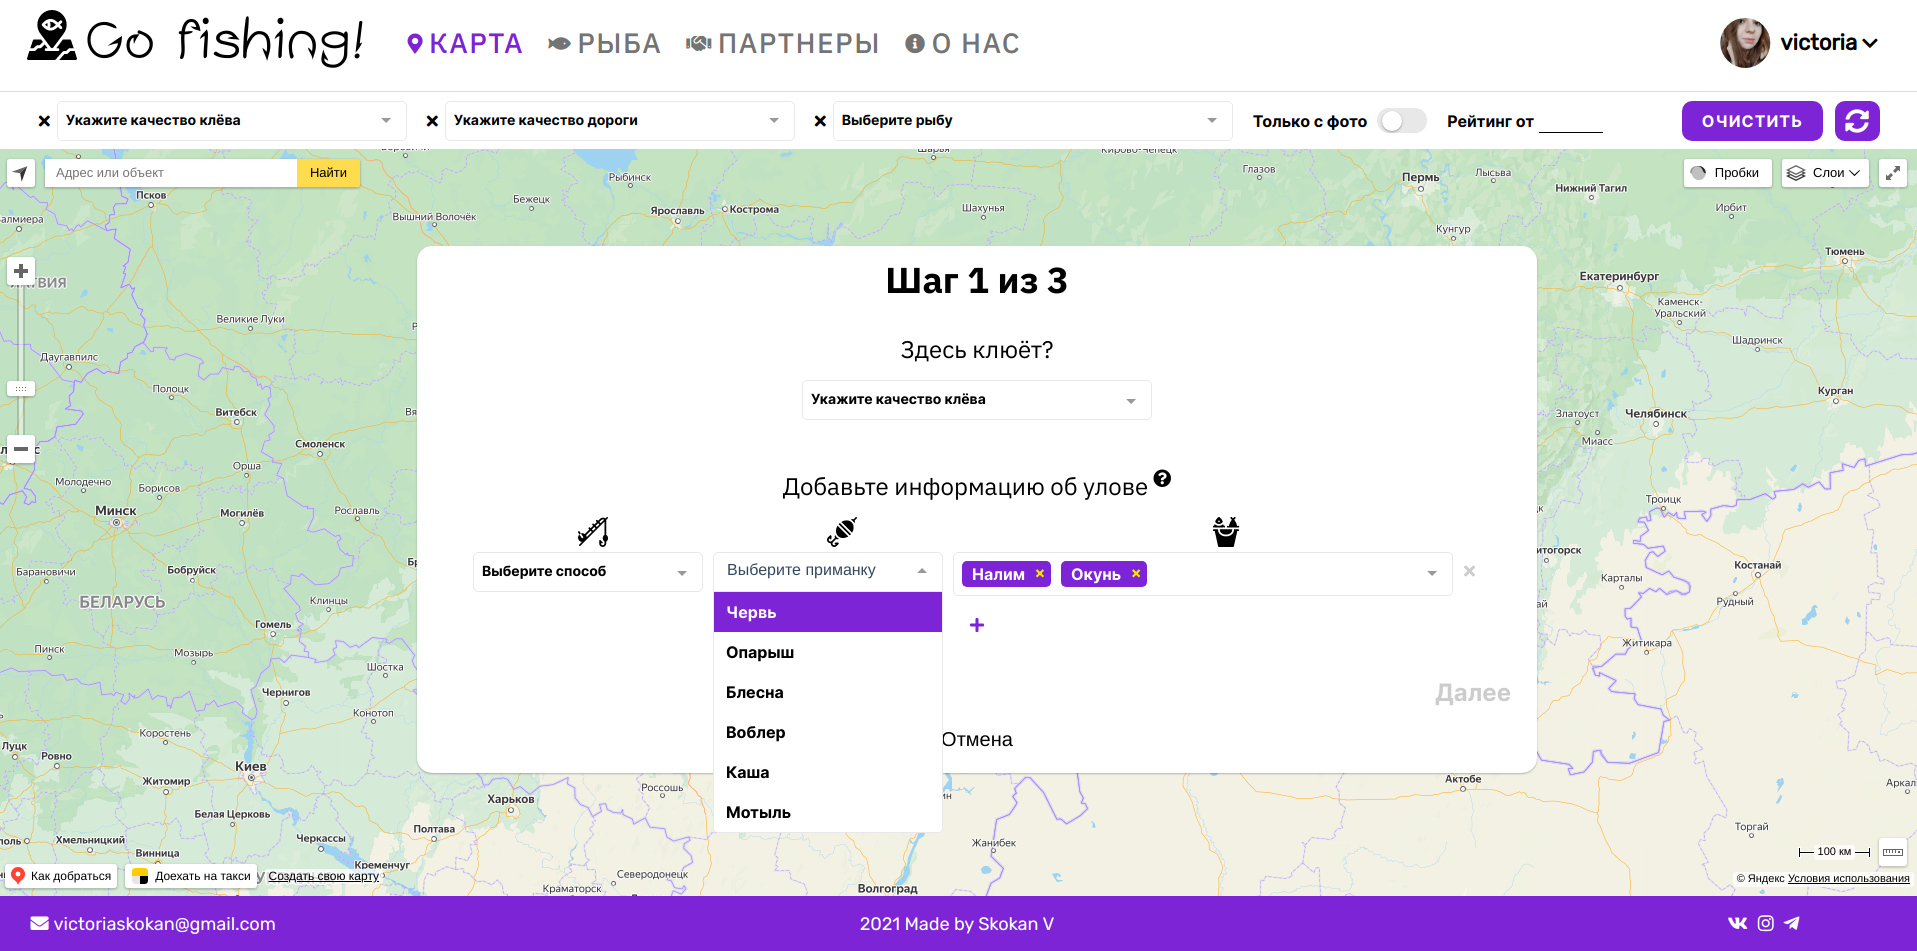 Go fishing!
КАРТА
РЫБА
ПАРТНЕРЫ
О НАС
victoria
Укажите качество клёва
Укажите качество дороги
Выберите рыбу
Только с фото
Рейтинг от
ОЧИСТИТЬ
Адрес или объект
Найти
Пробки
Слои
Кирово-Чепецк
Рыбинск
Глазов
Пермь
Лысьва
Нижний Тагил
Псков
Бежецк
Ярославль
Кострома
Шахунья
Ирбит
Вышний Волочёк
Кунгур
Тюмень
Екатеринбург
Каменск-
Уральский
Великие Луки
Шадринск
Даугавпилс
Полоцк
Курган
Витебск
Златоуст
Челябинск
Миасс
Смоленск
Орша
Молодечно
Борисов
Троицк
Минск
Могилёв
Рославль
Барановичи
Бобруйск
Костанай
Карталы
БЕЛАРУСЬ
Клинцы
Рудный
Гомель
Житикара
Пинск
Мозырь
Шостка
Чернигов
Конотоп
Коростень
Луцк
Ровно
Киев
Житомир
Актобе
Харьков
Россошь
Белая Церковь
Полтава
Черкассы
Хмельницкий
Винница
Жанибек
Торгай
Кременчуг
Северодонецк
Краматорск
Волгоград
Шаг 1 из 3
Здесь клюёт?
Укажите качество клёва
Добавьте информацию об улове
Выберите способ
Выберите приманку
Налим
Окунь
Червь
Опарыш
Блесна
Воблер
Каша
Мотыль
Далее
Отмена
100 км
Как добраться
Доехать на такси
Создать свою карту
© Яндекс Условия использования
victoriaskokan@gmail.com
2021 Made by Skokan V